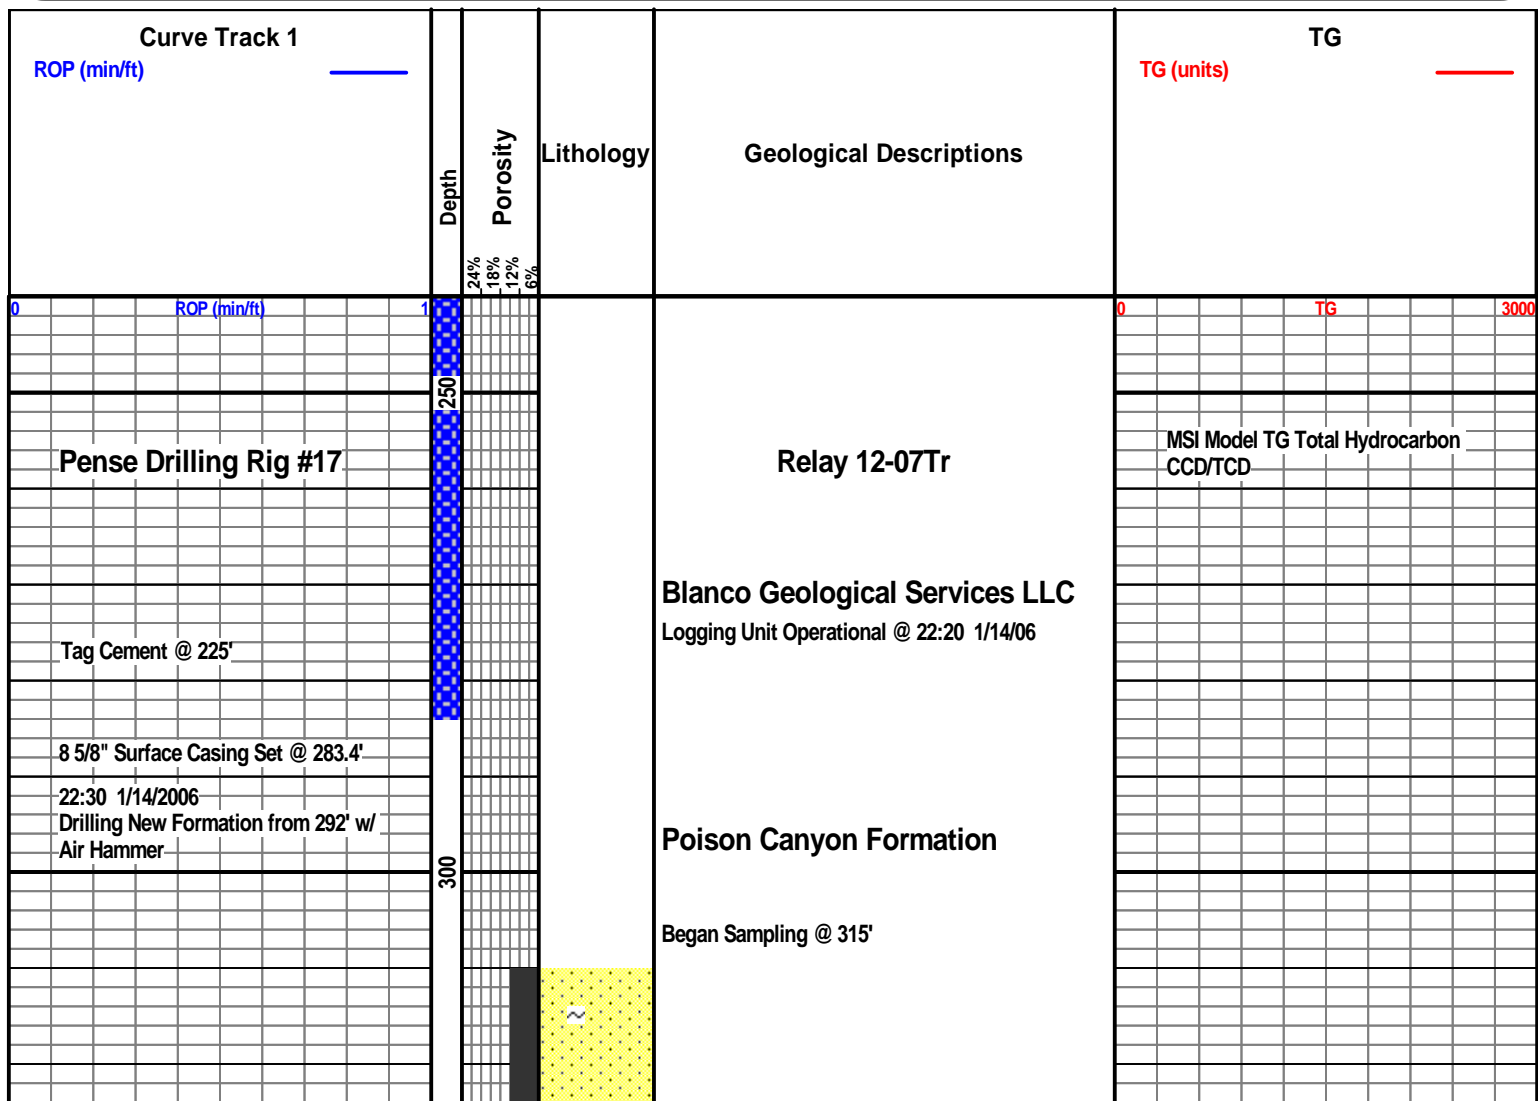 Curve Track 1
ROP (min/ft)
Depth
Porosity
24%
18%
12%
6%
Lithology
Geological Descriptions
TG
TG (units)
0 ROP (min/ft) 1
0 TG 3000
250
Pense Drilling Rig #17
Relay 12-07Tr
MSI Model TG Total Hydrocarbon
CCD/TCD
Blanco Geological Services LLC
Logging Unit Operational @ 22:20 1/14/06
Tag Cement @ 225'
8 5/8" Surface Casing Set @ 283.4'
22:30 1/14/2006
Drilling New Formation from 292' w/
Air Hammer
Poison Canyon Formation
300
Began Sampling @ 315'
~